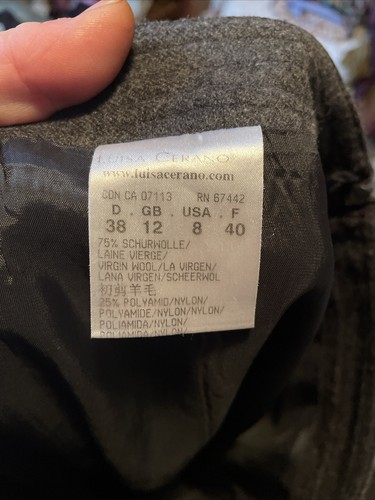 LUISA CERANO
www.luisacerano.com
CDN CA 07113 RN 67442
D . GB . USA . F
38 12 8 40
75% SCHURWOLLE/
LAINE VIERGE/
VIRGIN WOOL/LA VIRGEN/
LANA VIRGEN/SCHEERWOL
初剪羊毛
25% POLYAMID/NYLON/
POLYAMIDE/NYLON/NYLON/
POLIAMIDA/NYLON/
POLIAMIDA/NYLON/